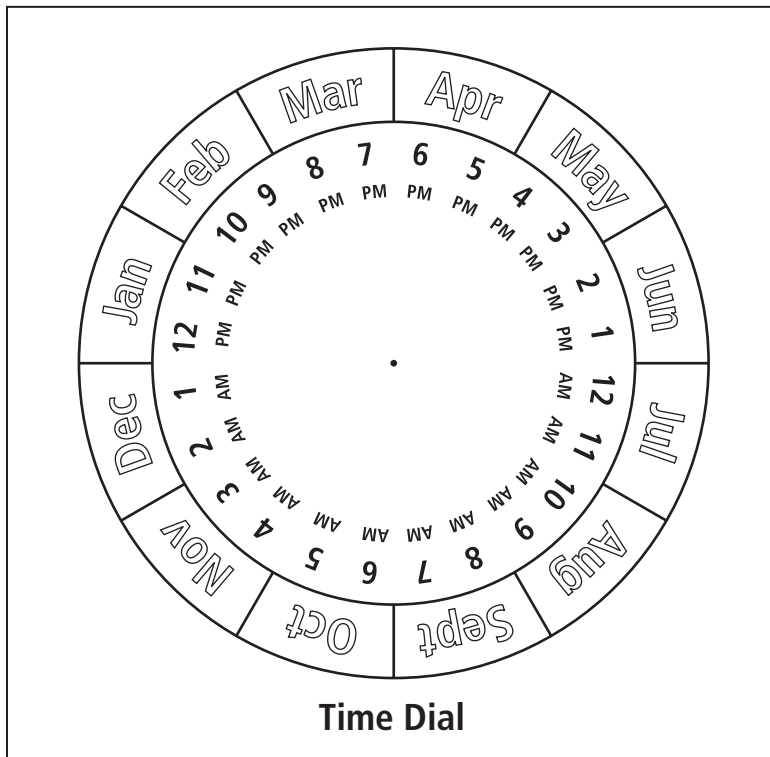 Jan
Feb
Mar
Apr
May
Jun
Jul
Aug
Sept
Oct
Nov
Dec
12 PM
11 PM
10 PM
9 PM
8 PM
7 PM
6 PM
5 PM
4 PM
3 PM
2 PM
1 PM
12 AM
11 AM
10 AM
9 AM
8 AM
7 AM
6 AM
5 AM
4 AM
3 AM
2 AM
1 AM
Time Dial